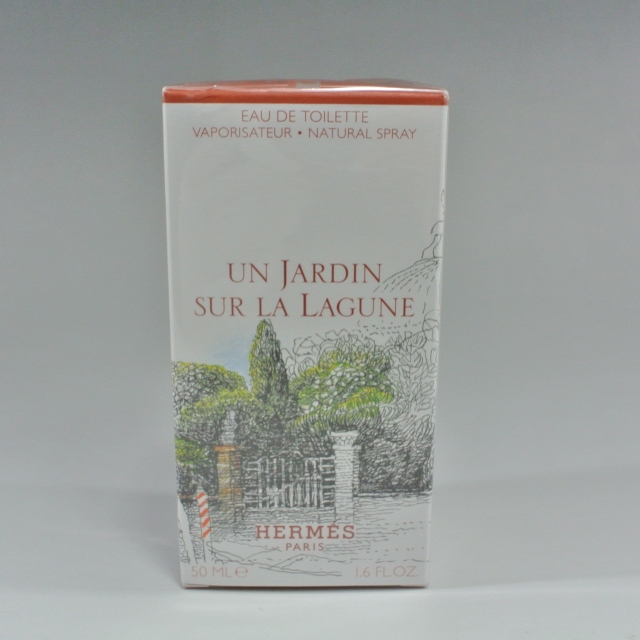 EAU DE TOILETTE
VAPORISATEUR • NATURAL SPRAY
UN JARDIN
SUR LA LAGUNE
HERMÈS
PARIS
50 ML ℮ 1.6 FL.OZ.